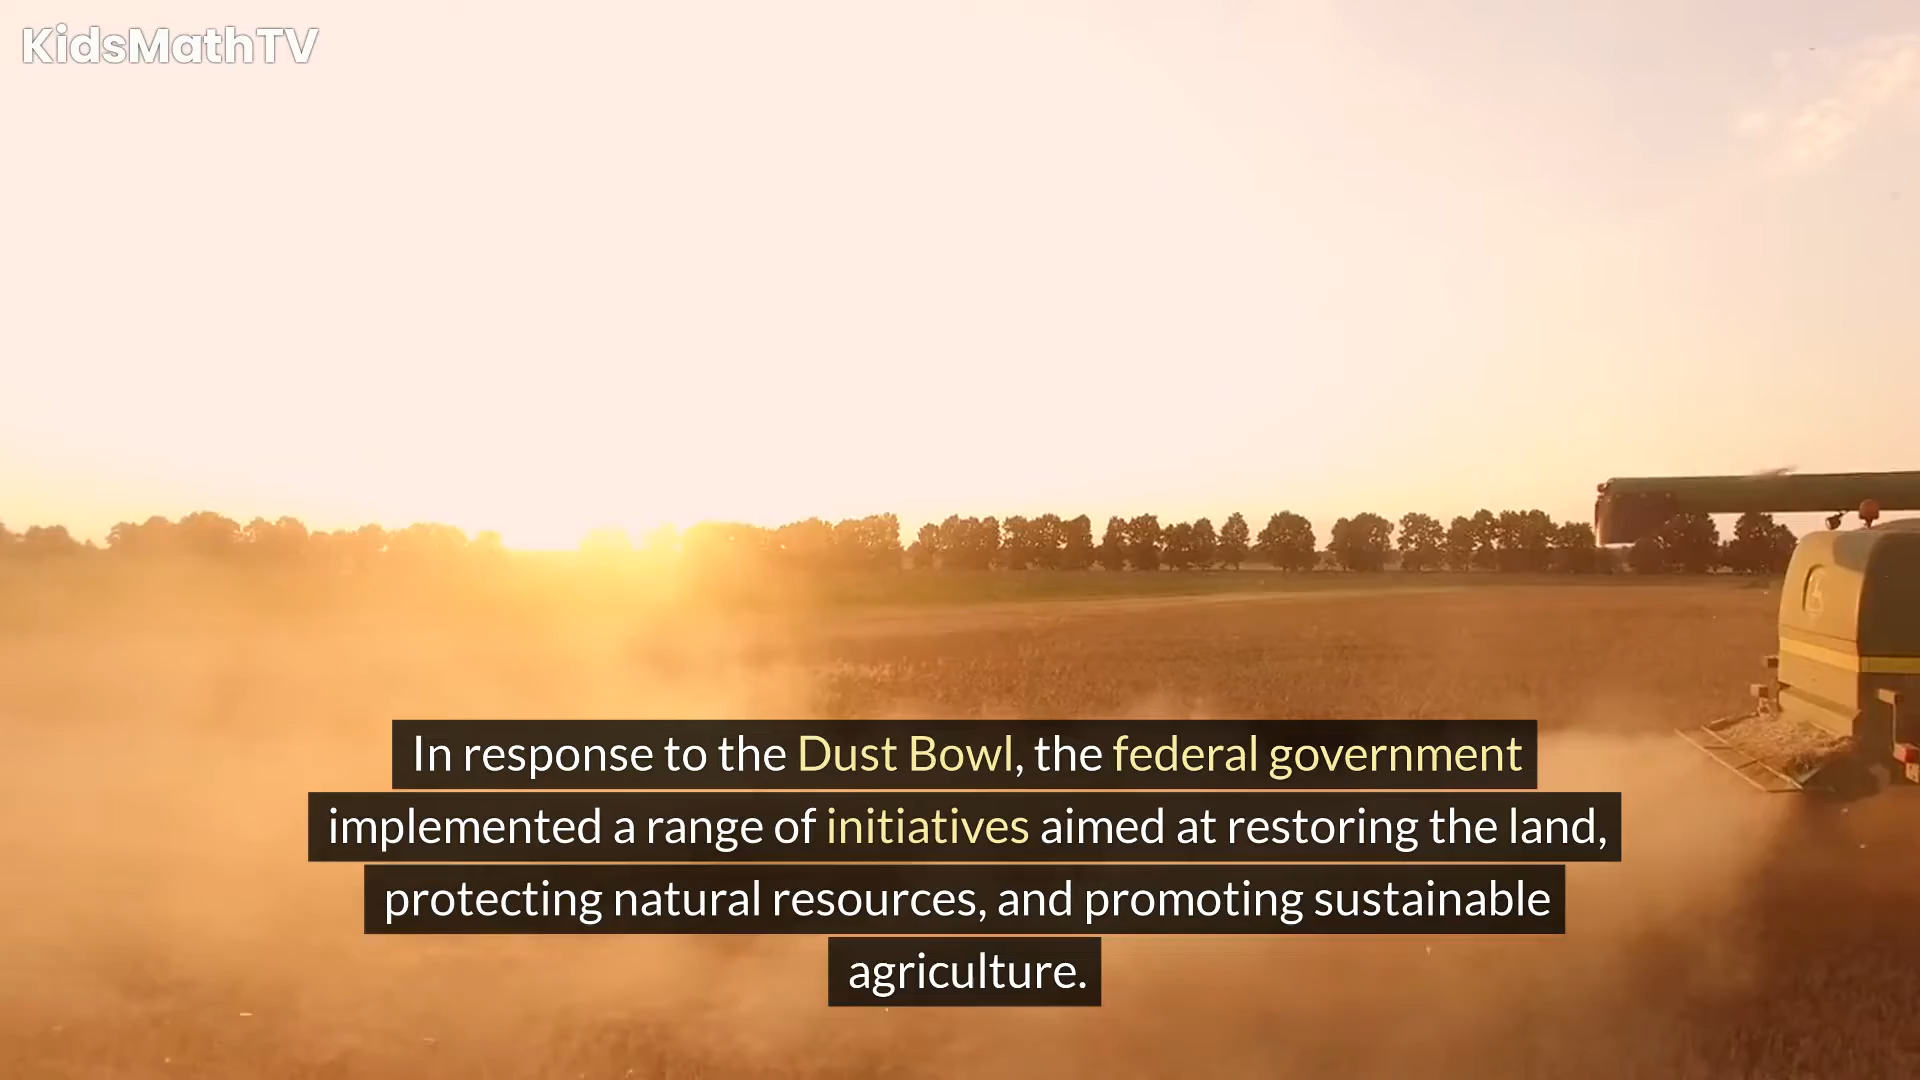 KidsMathTV
In response to the Dust Bowl, the federal government
implemented a range of initiatives aimed at restoring the land,
protecting natural resources, and promoting sustainable
agriculture.